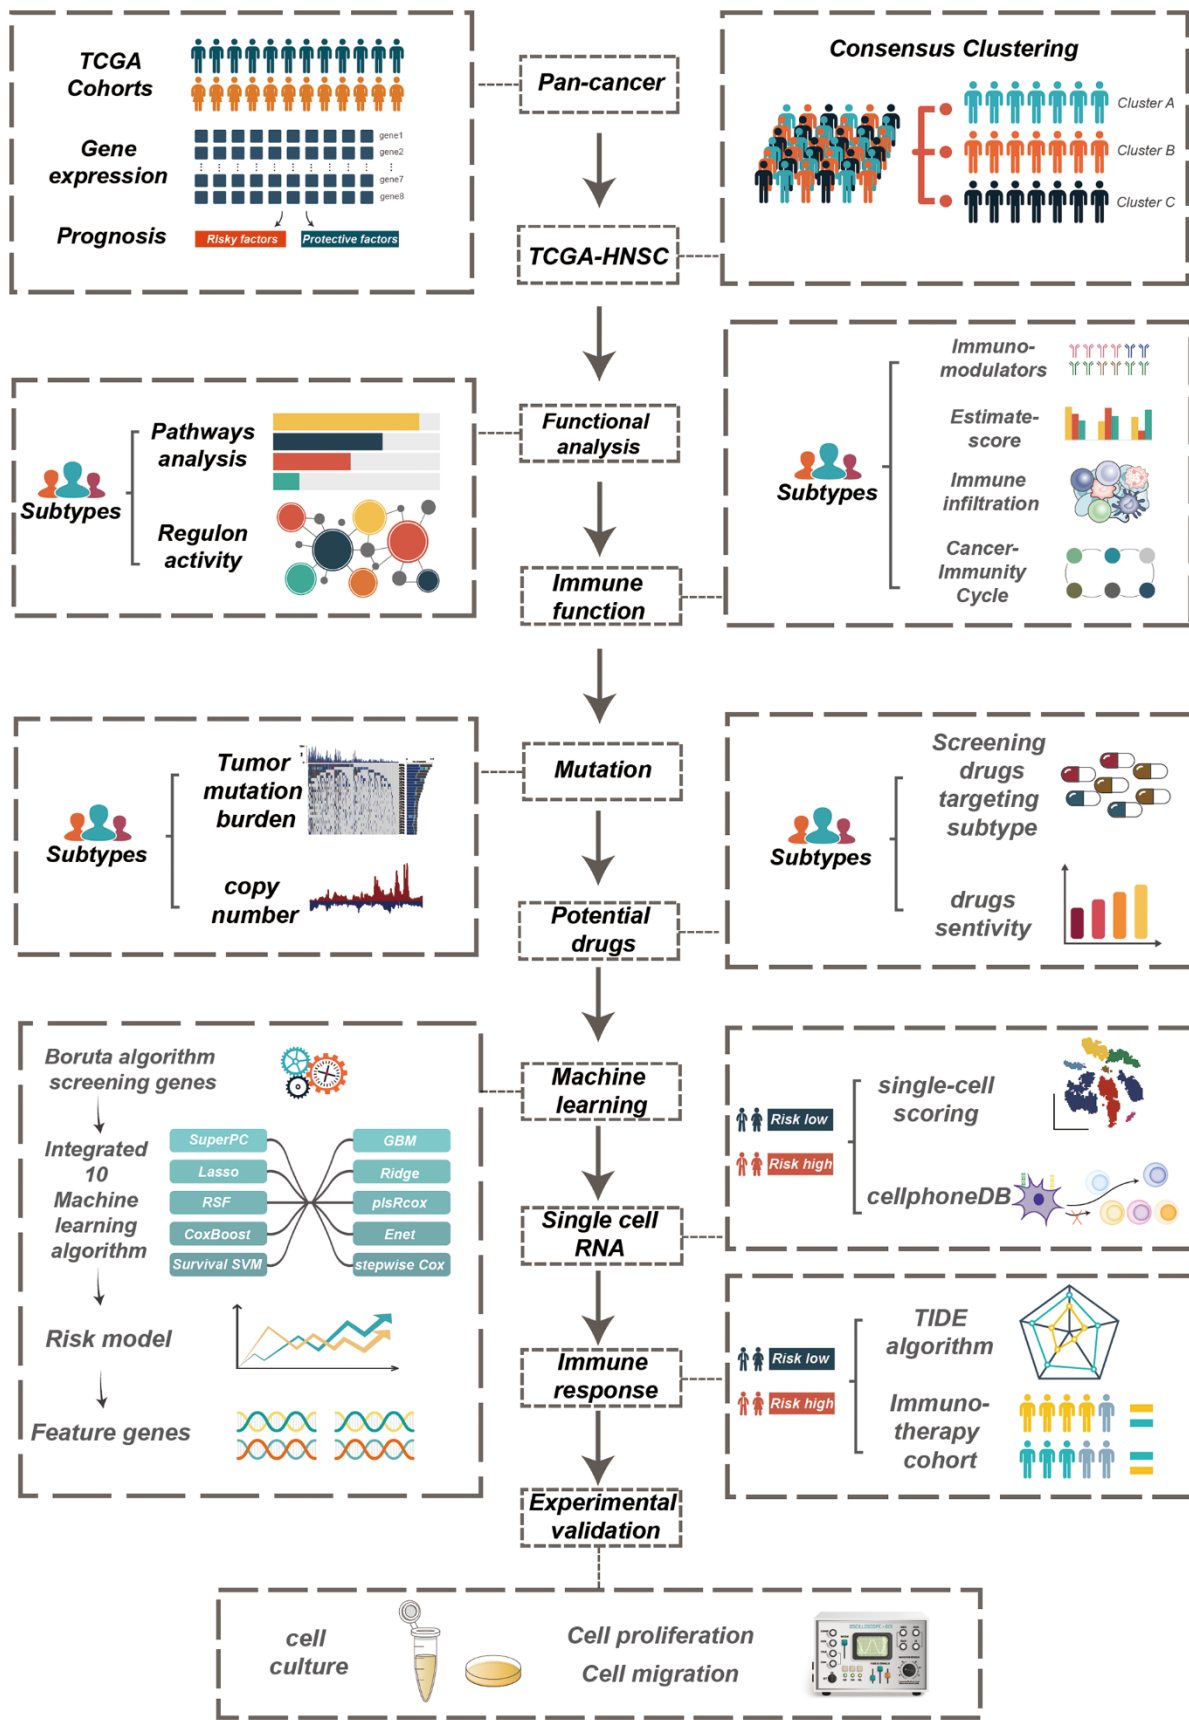 TCGA
Cohorts
Gene
expression
gene1
gene2
gene7
gene8
Prognosis
Risky factors
Protective factors
Pan-cancer
Consensus Clustering
Cluster A
Cluster B
Cluster C
TCGA-HNSC
Subtypes
Pathways
analysis
Regulon
activity
Functional
analysis
Immune
function
Subtypes
Immuno-
modulators
Estimate-
score
Immune
infiltration
Cancer-
Immunity
Cycle
Subtypes
Tumor
mutation
burden
copy
number
Mutation
Potential
drugs
Subtypes
Screening
drugs
targeting
subtype
drugs
sentivity
Boruta algorithm
screening genes
Integrated
10
Machine
learning
algorithm
SuperPC
Lasso
RSF
CoxBoost
Survival SVM
GBM
Ridge
plsRcox
Enet
stepwise Cox
Risk model
Feature genes
Machine
learning
Single cell
RNA
Risk low
Risk high
single-cell
scoring
cellphoneDB
Immune
response
Risk low
Risk high
TIDE
algorithm
Immuno-
therapy
cohort
Experimental
validation
cell
culture
Cell proliferation
Cell migration